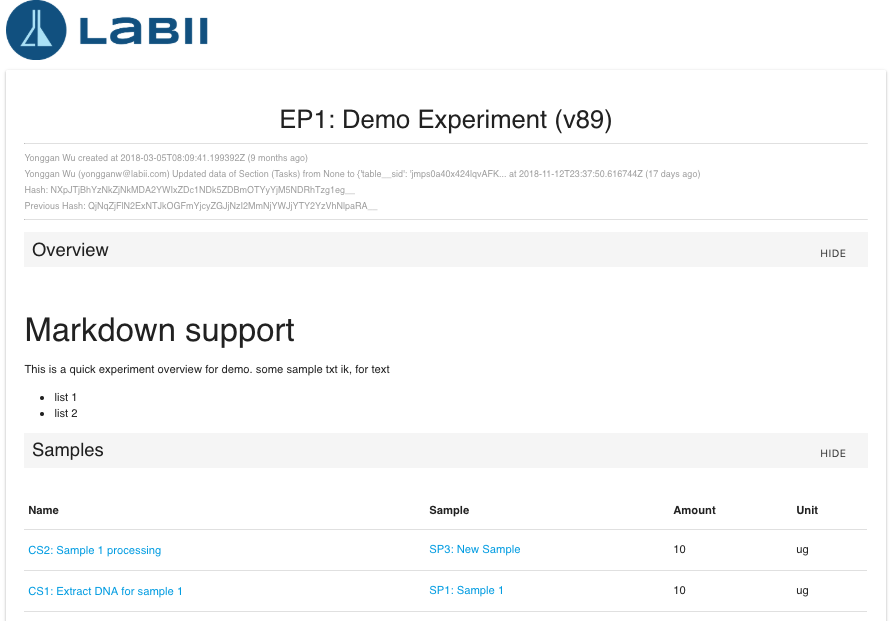 LABII
EP1: Demo Experiment (v89)
Yonggan Wu created at 2018-03-05T08:09:41.199392Z (9 months ago)
Yonggan Wu (yongganw@labii.com) Updated data of Section (Tasks) from None to {'table__sid': 'jmps0a40x424lqvAFK... at 2018-11-12T23:37:50.616744Z (17 days ago)
Hash: NXpJTjBhYzNkZjNkMDA2YWIxZDc1NDk5ZDBmOTYyYjM5NDRhTzg1eg__
Previous Hash: QjNqZjFlN2ExNTJkOGFmYjcyZGJjNzI2MmNjYWJjYTY2YzVhNlpaRA__
Overview HIDE
Markdown support
This is a quick experiment overview for demo. some sample txt ik, for text
• list 1
• list 2
Samples HIDE
Name Sample Amount Unit
CS2: Sample 1 processing SP3: New Sample 10 ug
CS1: Extract DNA for sample 1 SP1: Sample 1 10 ug